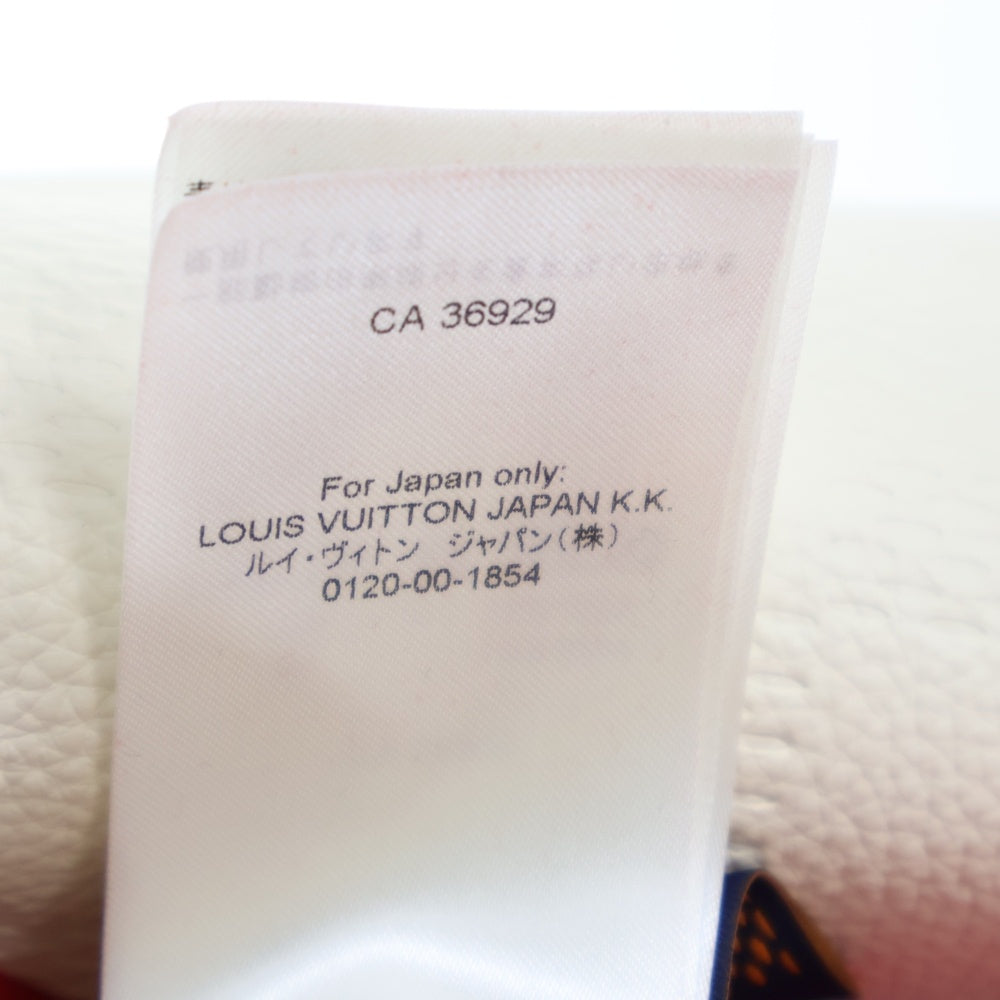 CA 36929
For Japan only:
LOUIS VUITTON JAPAN K.K.
ルイ・ヴィトン　ジャパン(株)
0120-00-1854